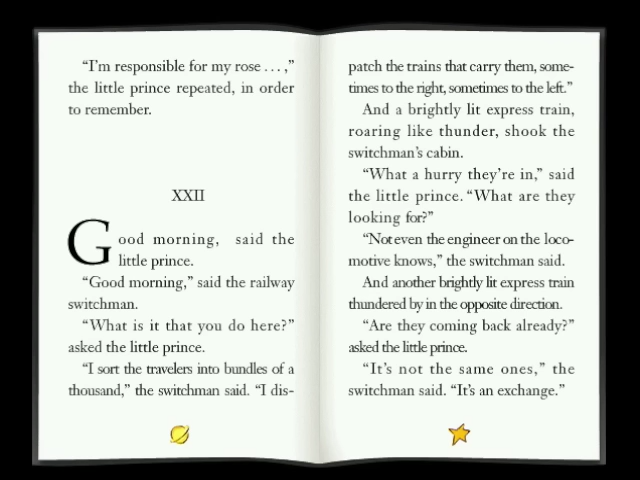 “I’m responsible for my rose . . . ,”
the little prince repeated, in order
to remember.
XXII
Good morning, said the
little prince.
“Good morning,” said the railway
switchman.
“What is it that you do here?”
asked the little prince.
“I sort the travelers into bundles of a
thousand,” the switchman said. “I dis-
patch the trains that carry them, some-
times to the right, sometimes to the left.”
And a brightly lit express train,
roaring like thunder, shook the
switchman’s cabin.
“What a hurry they’re in,” said
the little prince. “What are they
looking for?”
“Not even the engineer on the loco-
motive knows,” the switchman said.
And another brightly lit express train
thundered by in the opposite direction.
“Are they coming back already?”
asked the little prince.
“It’s not the same ones,” the
switchman said. “It’s an exchange.”